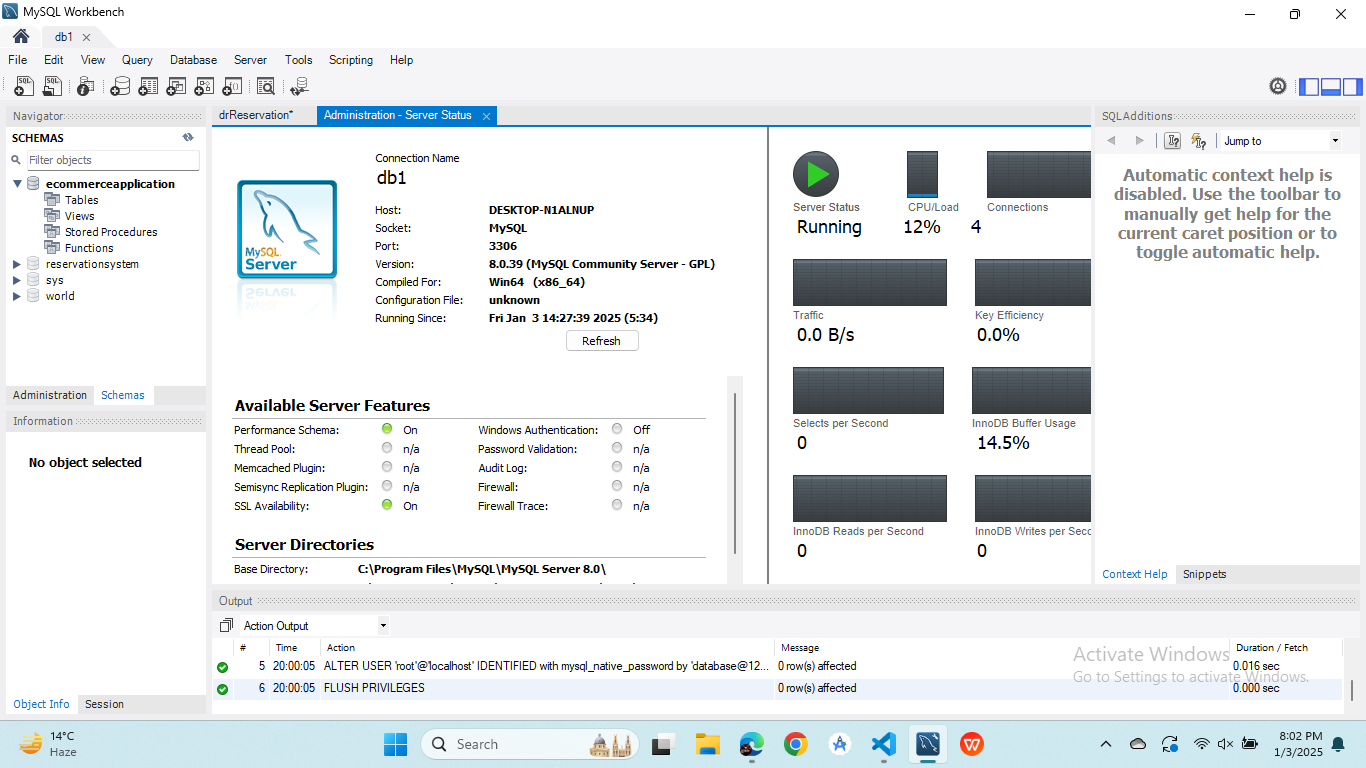 MySQL Workbench
db1
File Edit View Query Database Server Tools Scripting Help
Navigator
SCHEMAS
Filter objects
ecommerceapplication
Tables
Views
Stored Procedures
Functions
reservationsystem
sys
world
Administration Schemas
Information
No object selected
Object Info Session
drReservation* Administration - Server Status
MySQL
Server
Connection Name
db1
Host: DESKTOP-N1ALNUP
Socket: MySQL
Port: 3306
Version: 8.0.39 (MySQL Community Server - GPL)
Compiled For: Win64 (x86_64)
Configuration File: unknown
Running Since: Fri Jan 3 14:27:39 2025 (5:34)
Refresh
Available Server Features
Performance Schema: On Windows Authentication: Off
Thread Pool: n/a Password Validation: n/a
Memcached Plugin: n/a Audit Log: n/a
Semisync Replication Plugin: n/a Firewall: n/a
SSL Availability: On Firewall Trace: n/a
Server Directories
Base Directory: C:\Program Files\MySQL\MySQL Server 8.0\
Server Status CPU/Load Connections
Running 12% 4
Traffic Key Efficiency
0.0 B/s 0.0%
Selects per Second InnoDB Buffer Usage
0 14.5%
InnoDB Reads per Second InnoDB Writes per Sec
0 0
SQLAdditions
Jump to
Automatic context help is
disabled. Use the toolbar to
manually get help for the
current caret position or to
toggle automatic help.
Context Help Snippets
Output
Action Output
# Time Action Message Duration / Fetch
5 20:00:05 ALTER USER 'root'@'localhost' IDENTIFIED with mysql_native_password by 'database@12... 0 row(s) affected 0.016 sec
6 20:00:05 FLUSH PRIVILEGES 0 row(s) affected 0.000 sec
Activate Windows
Go to Settings to activate Windows.
14°C
Haze
Search
8:02 PM
1/3/2025